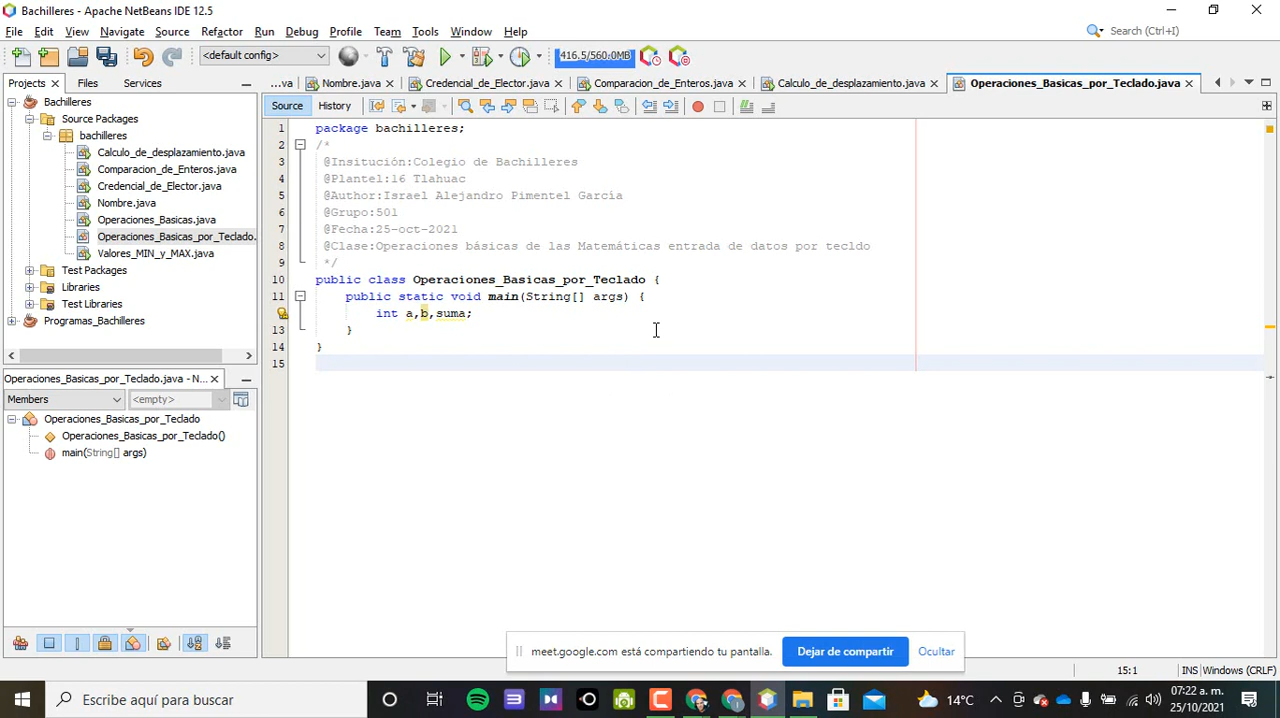 Bachilleres - Apache NetBeans IDE 12.5
File Edit View Navigate Source Refactor Run Debug Profile Team Tools Window Help
Search (Ctrl+I)
<default config>
416.5/560:0MB
Projects Files Services
...va Nombre.java Credencial_de_Elector.java Comparacion_de_Enteros.java Calculo_de_desplazamiento.java Operaciones_Basicas_por_Teclado.java
Source History
Bachilleres
Source Packages
bachilleres
Calculo_de_desplazamiento.java
Comparacion_de_Enteros.java
Credencial_de_Elector.java
Nombre.java
Operaciones_Basicas.java
Operaciones_Basicas_por_Teclado.
Valores_MIN_y_MAX.java
Test Packages
Libraries
Test Libraries
Programas_Bachilleres
1 package bachilleres;
2 /*
3 @Insitución:Colegio de Bachilleres
4 @Plantel:16 Tlahuac
5 @Author:Israel Alejandro Pimentel García
6 @Grupo:501
7 @Fecha:25-oct-2021
8 @Clase:Operaciones básicas de las Matemáticas entrada de datos por tecldo
9 */
10 public class Operaciones_Basicas_por_Teclado {
11 public static void main(String[] args) {
int a,b,suma;
13 }
14 }
15
Operaciones_Basicas_por_Teclado.java - N...
Members <empty>
Operaciones_Basicas_por_Teclado
Operaciones_Basicas_por_Teclado()
main(String[] args)
meet.google.com está compartiendo tu pantalla. Dejar de compartir Ocultar
15:1 INS Windows (CRLF)
Escribe aquí para buscar
14°C
07:22 a. m.
25/10/2021